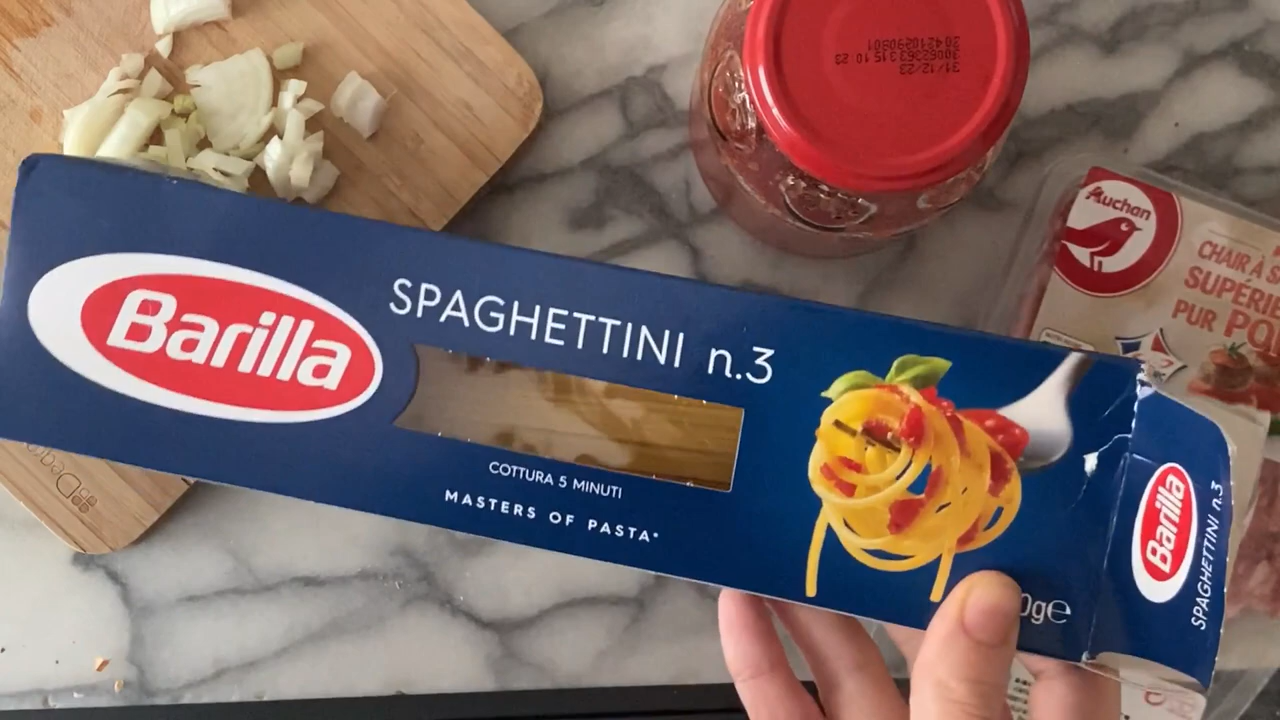 Barilla
SPAGHETTINI n.3
COTTURA 5 MINUTI
MASTERS OF PASTA*
0g℮
Barilla
SPAGHETTINI n.3
Auchan
CHAIR À S
SUPÉRIE
PUR PO
31/12/23